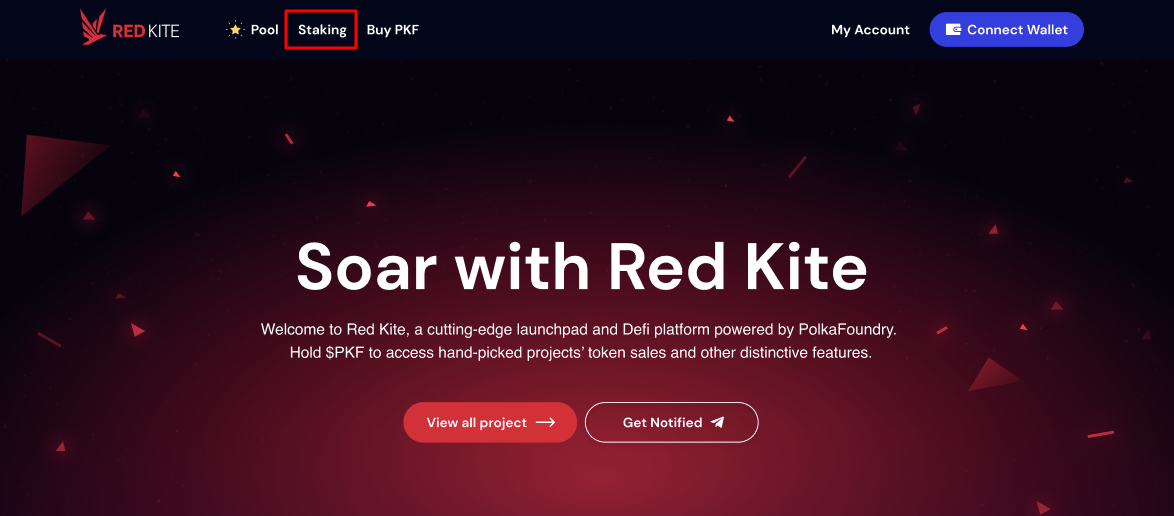 REDKITE
Pool
Staking
Buy PKF
My Account
Connect Wallet
Soar with Red Kite
Welcome to Red Kite, a cutting-edge launchpad and Defi platform powered by PolkaFoundry.
Hold $PKF to access hand-picked projects’ token sales and other distinctive features.
View all project
Get Notified